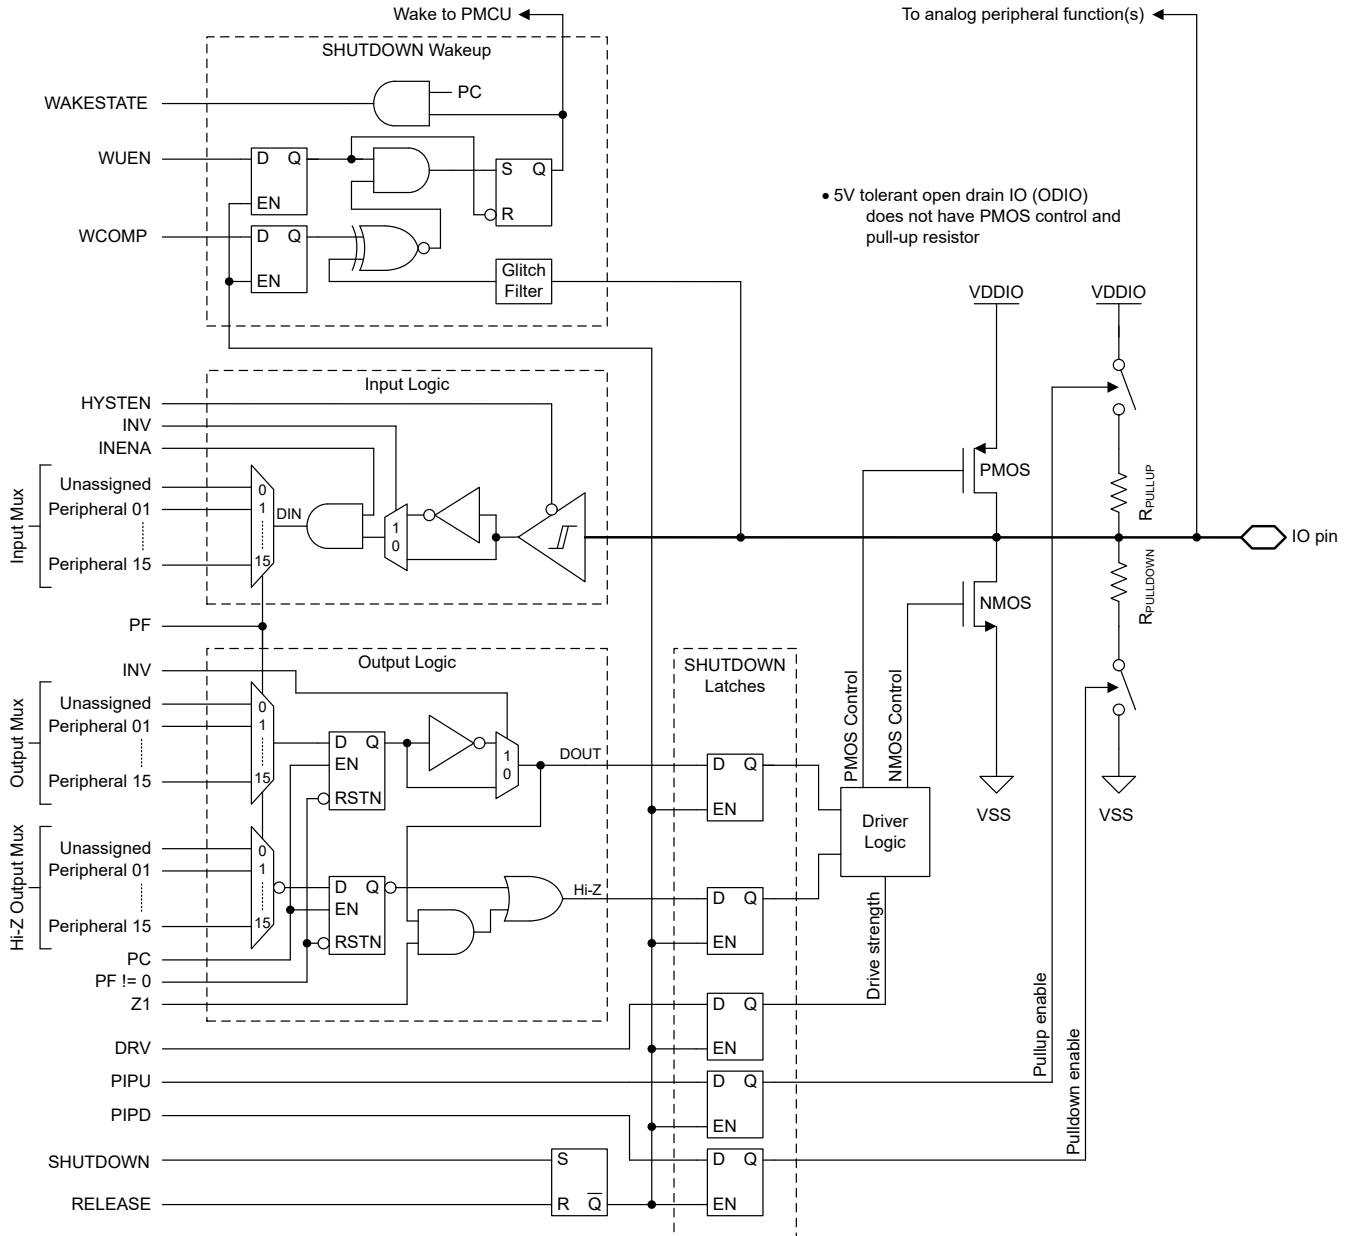 Wake to PMCU
To analog peripheral function(s)
SHUTDOWN Wakeup
WAKESTATE
PC
WUEN
D Q
EN
S Q
R
WCOMP
D Q
EN
Glitch
Filter
• 5V tolerant open drain IO (ODIO)
does not have PMOS control and
pull-up resistor
VDDIO
VDDIO
Input Logic
HYSTEN
INV
INENA
Input Mux
Unassigned
Peripheral 01
Peripheral 15
0
1
15
DIN
1
0
PMOS
RPULLUP
IO pin
NMOS
RPULLDOWN
PF
VSS
VSS
Output Logic
INV
Output Mux
Unassigned
Peripheral 01
Peripheral 15
0
1
15
D Q
EN
RSTN
1
0
DOUT
SHUTDOWN
Latches
D Q
EN
PMOS Control
NMOS Control
Driver
Logic
Hi-Z Output Mux
Unassigned
Peripheral 01
Peripheral 15
0
1
15
D Q
EN
RSTN
Hi-Z
D Q
EN
Drive strength
PC
PF != 0
Z1
DRV
D Q
EN
PIPU
D Q
EN
Pullup enable
PIPD
D Q
EN
Pulldown enable
SHUTDOWN
RELEASE
S
R Q̅